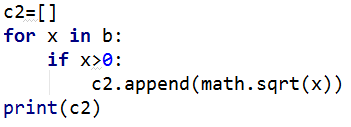 c2=[]
for x in b:
    if x>0:
        c2.append(math.sqrt(x))
print(c2)